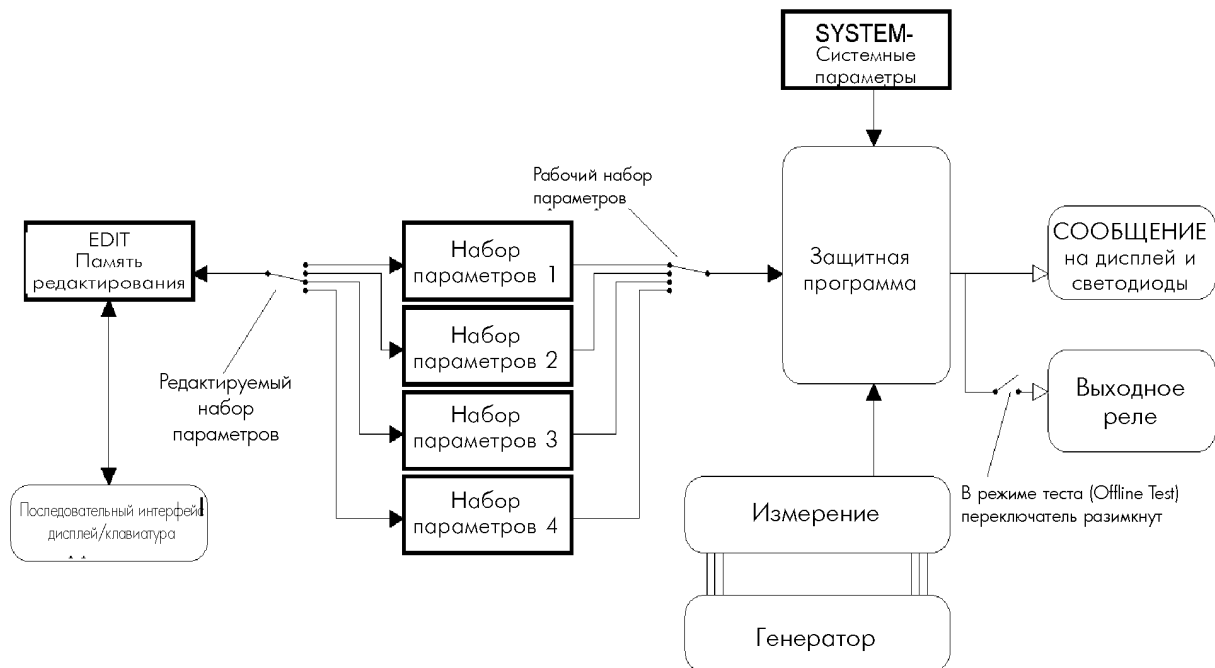 SYSTEM-
Системные
параметры
Рабочий набор
параметров
EDIT
Память
редактирования
Набор
параметров 1
Набор
параметров 2
Набор
параметров 3
Набор
параметров 4
Защитная
программа
СООБЩЕНИЕ
на дисплей и
светодиоды
Редактируемый
набор
параметров
Выходное
реле
Последовательный интерфейс
дисплей/клавиатура
Измерение
В режиме теста (Offline Test)
переключатель разимкнут
Генератор